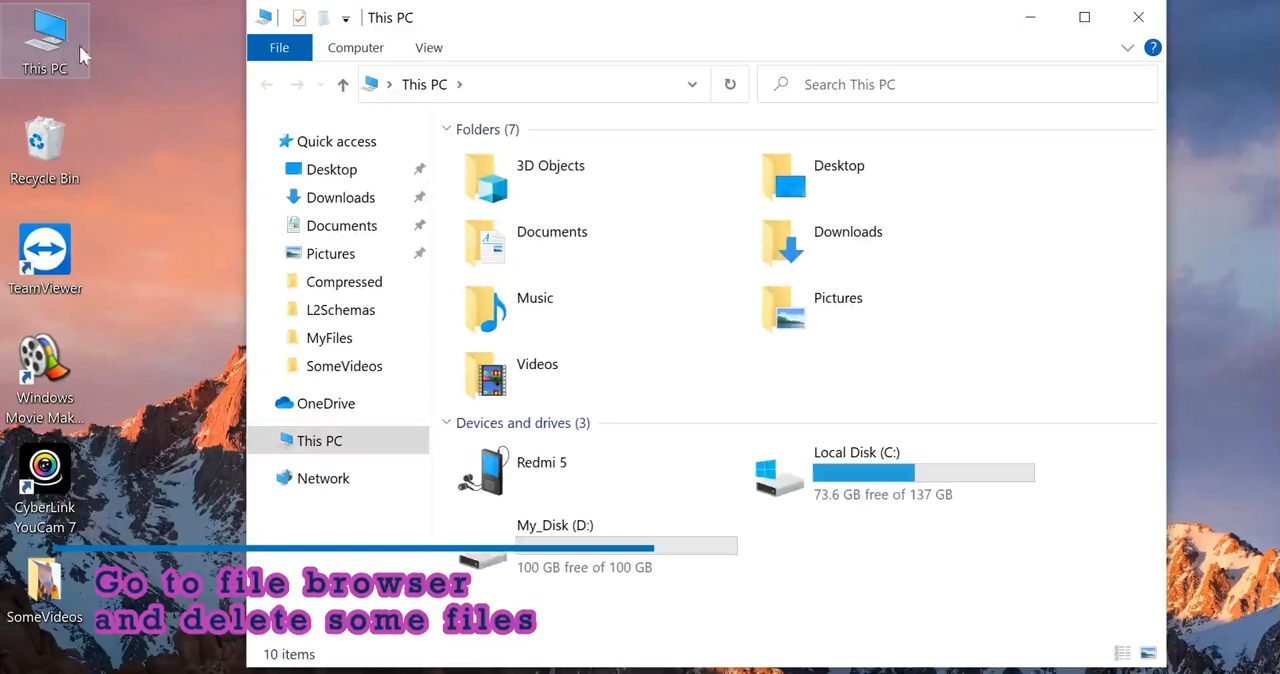 This PC
Recycle Bin
TeamViewer
Windows
Movie Mak...
CyberLink
YouCam 7
SomeVideos
This PC
File
Computer
View
?
This PC
Search This PC
Quick access
Desktop
Downloads
Documents
Pictures
Compressed
L2Schemas
MyFiles
SomeVideos
OneDrive
This PC
Network
Folders (7)
3D Objects
Desktop
Documents
Downloads
Music
Pictures
Videos
Devices and drives (3)
Redmi 5
Local Disk (C:)
73.6 GB free of 137 GB
My_Disk (D:)
100 GB free of 100 GB
Go to file browser
and delete some files
10 items